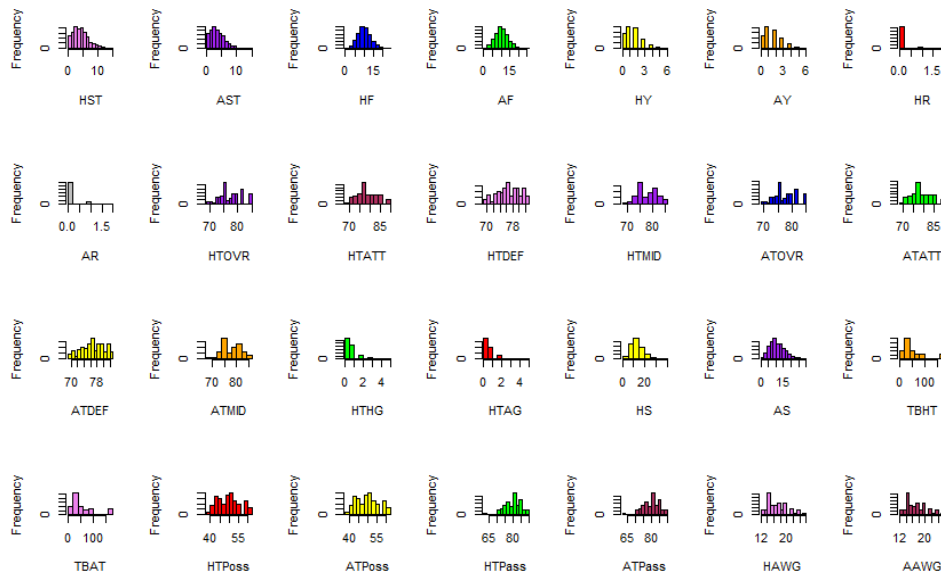 Frequency Frequency Frequency Frequency Frequency Frequency Frequency
0 0 0 0 0 0 0
0 10 0 10 0 15 0 15 0 3 6 0 3 6 0.0 1.5
HST AST HF AF HY AY HR
Frequency Frequency Frequency Frequency Frequency Frequency Frequency
0 0 0 0 0 0 0
0.0 1.5 70 80 70 85 70 78 70 80 70 80 70 85
AR HTOVR HTATT HTDEF HTMID ATOVR ATATT
Frequency Frequency Frequency Frequency Frequency Frequency Frequency
0 0 0 0 0 0 0
70 78 70 80 0 2 4 0 2 4 0 20 0 15 0 100
ATDEF ATMID HTHG HTAG HS AS TBHT
Frequency Frequency Frequency Frequency Frequency Frequency Frequency
0 0 0 0 0 0 0
0 100 40 55 40 55 65 80 65 80 12 20 12 20
TBAT HTPoss ATPoss HTPass ATPass HAWG AAWG